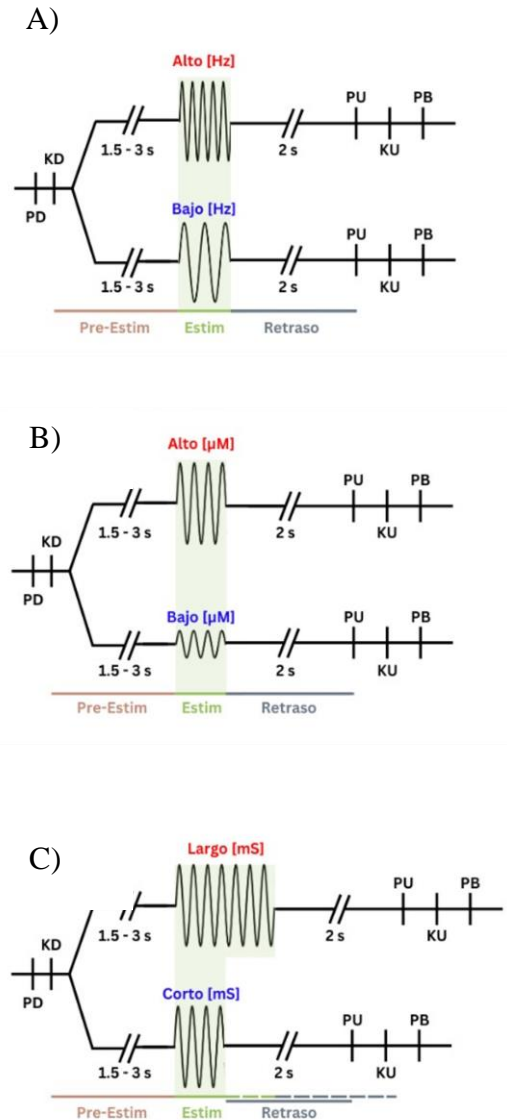 A)
Alto [Hz]
PU PB
KD
1.5 - 3 s 2 s KU
PD
Bajo [Hz]
PU PB
1.5 - 3 s 2 s KU
Pre-Estim Estim Retraso
B)
Alto [µM]
PU PB
KD
1.5 - 3 s 2 s KU
PD
Bajo [µM]
PU PB
1.5 - 3 s 2 s KU
Pre-Estim Estim Retraso
C)
Largo [mS]
PU PB
KD
1.5 - 3 s 2 s KU
PD
Corto [mS]
PU PB
1.5 - 3 s 2 s KU
Pre-Estim Estim Retraso